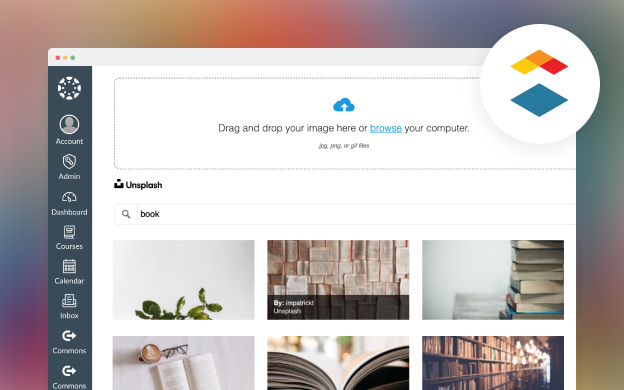 Drag and drop your image here or browse your computer.
jpg, png, or gif files
Unsplash
book
By: impatrickt
Unsplash
Account
Admin
Dashboard
Courses
Calendar
Inbox
Commons
Commons